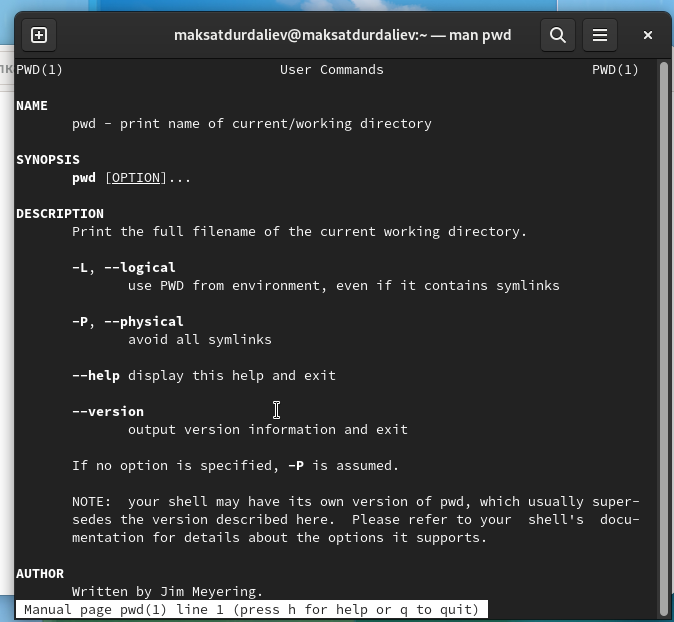 maksatdurdaliev@maksatdurdaliev:~ — man pwd
PWD(1) User Commands PWD(1)
NAME
pwd - print name of current/working directory
SYNOPSIS
pwd [OPTION]...
DESCRIPTION
Print the full filename of the current working directory.
-L, --logical
use PWD from environment, even if it contains symlinks
-P, --physical
avoid all symlinks
--help display this help and exit
--version
output version information and exit
If no option is specified, -P is assumed.
NOTE: your shell may have its own version of pwd, which usually super-
sedes the version described here. Please refer to your shell's docu-
mentation for details about the options it supports.
AUTHOR
Written by Jim Meyering.
Manual page pwd(1) line 1 (press h for help or q to quit)